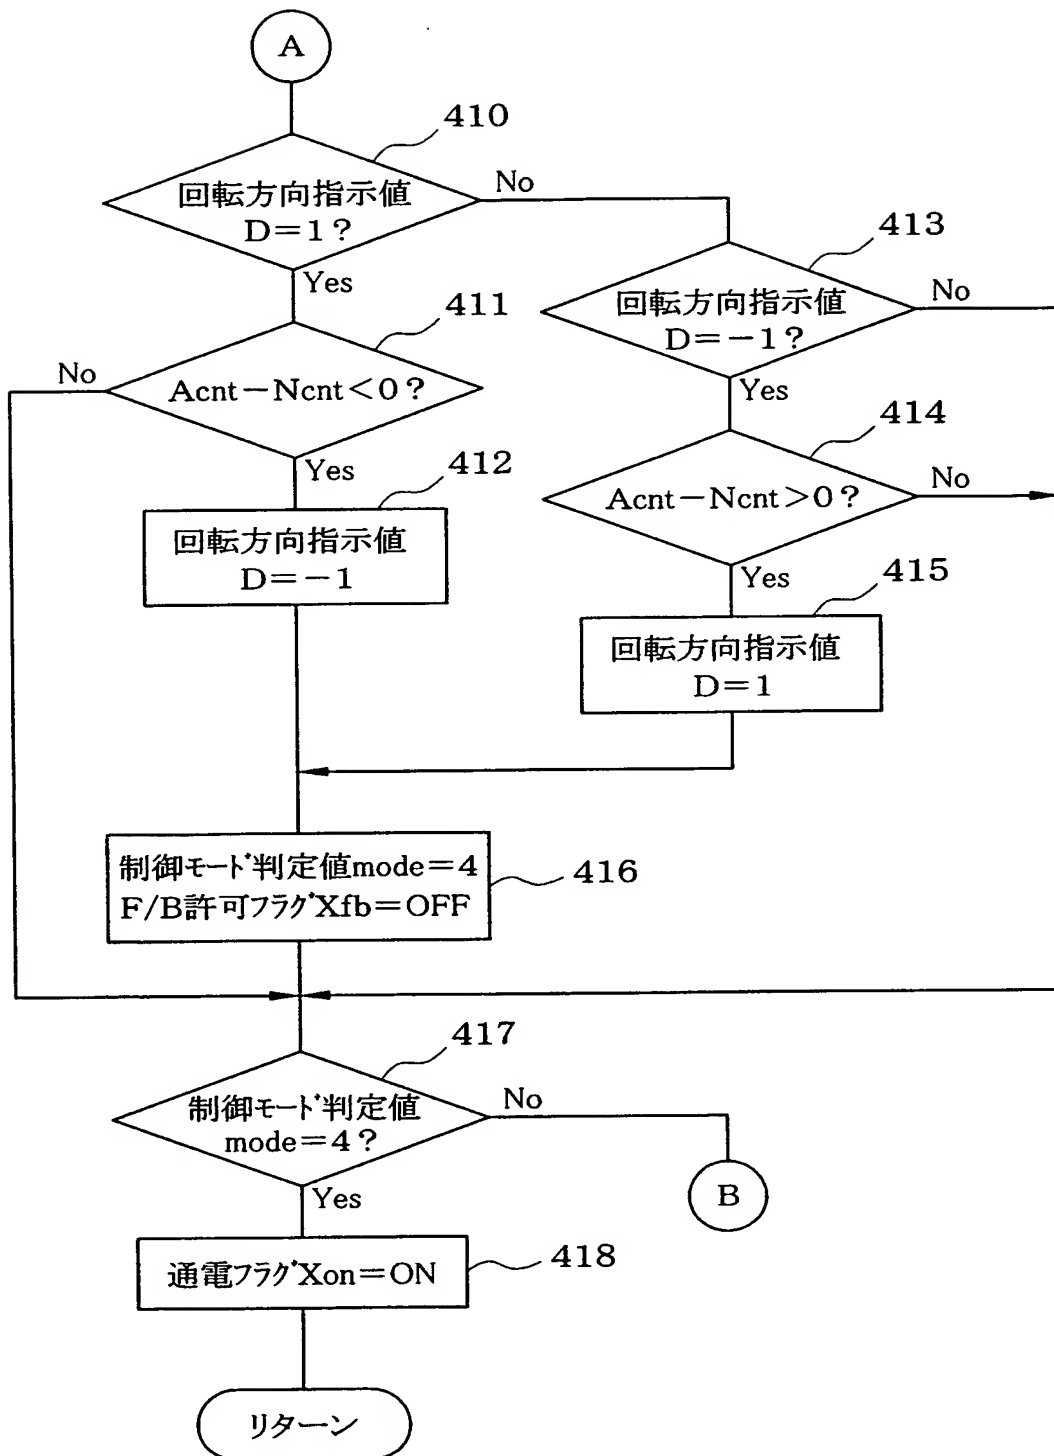 A
410
回転方向指示値
D=1?
No
Yes
413
回転方向指示値
D=-1?
No
Yes
411
No
Acnt-Ncnt<0?
Yes
414
Acnt-Ncnt>0?
No
Yes
412
回転方向指示値
D=-1
415
回転方向指示値
D=1
制御モード判定値mode=4
F/B許可フラグXfb=OFF
416
417
制御モード判定値
mode=4?
No
Yes
B
通電フラグXon=ON
418
リターン